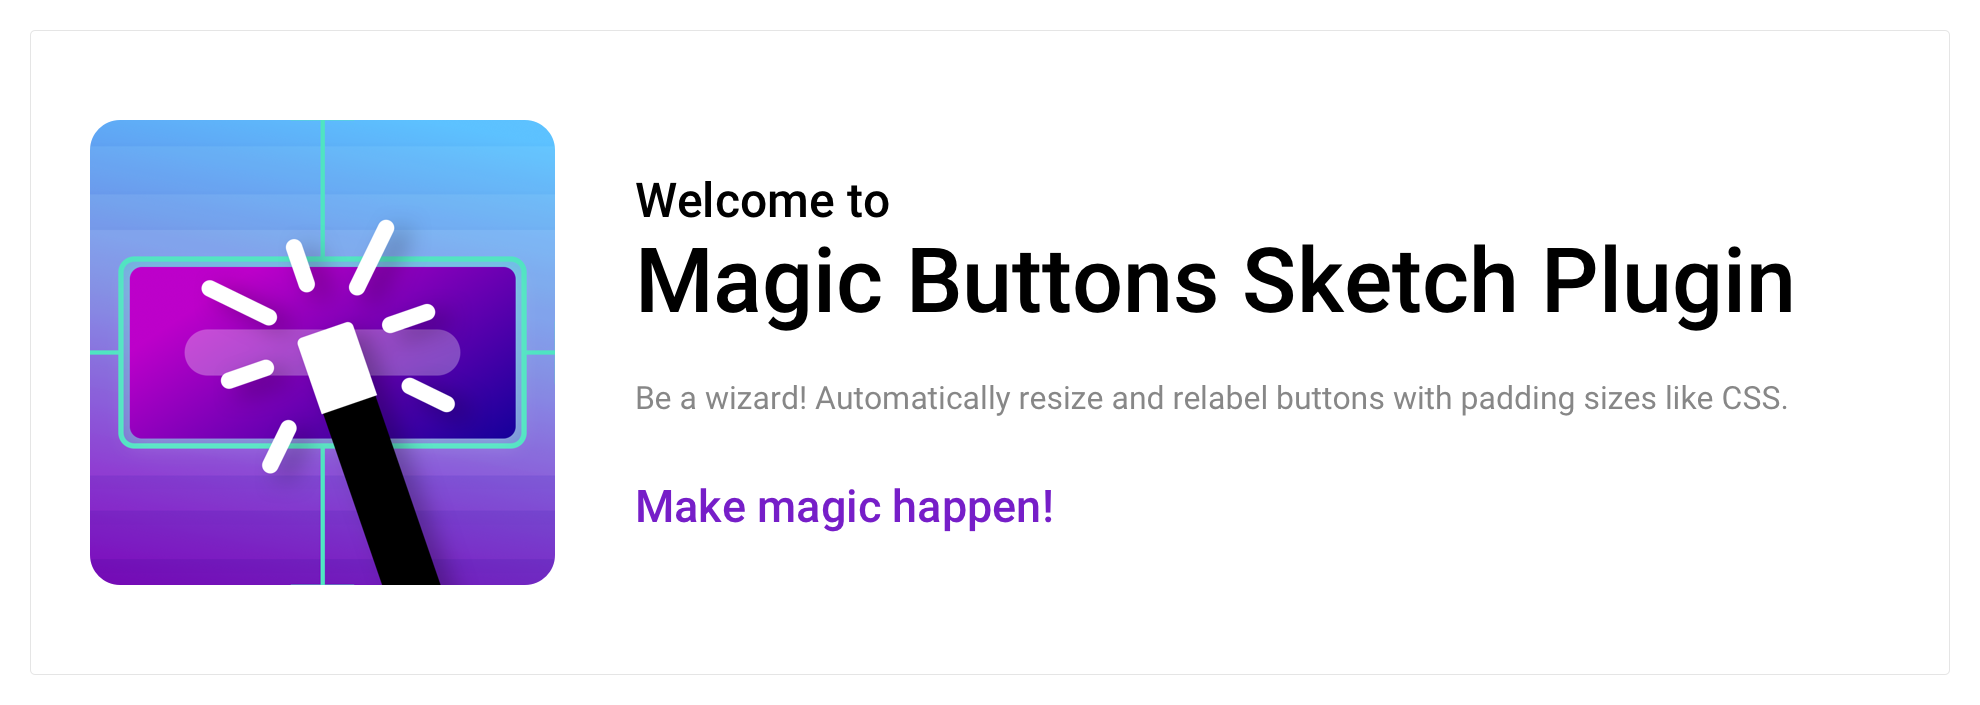 Welcome to
Magic Buttons Sketch Plugin
Be a wizard! Automatically resize and relabel buttons with padding sizes like CSS.
Make magic happen!